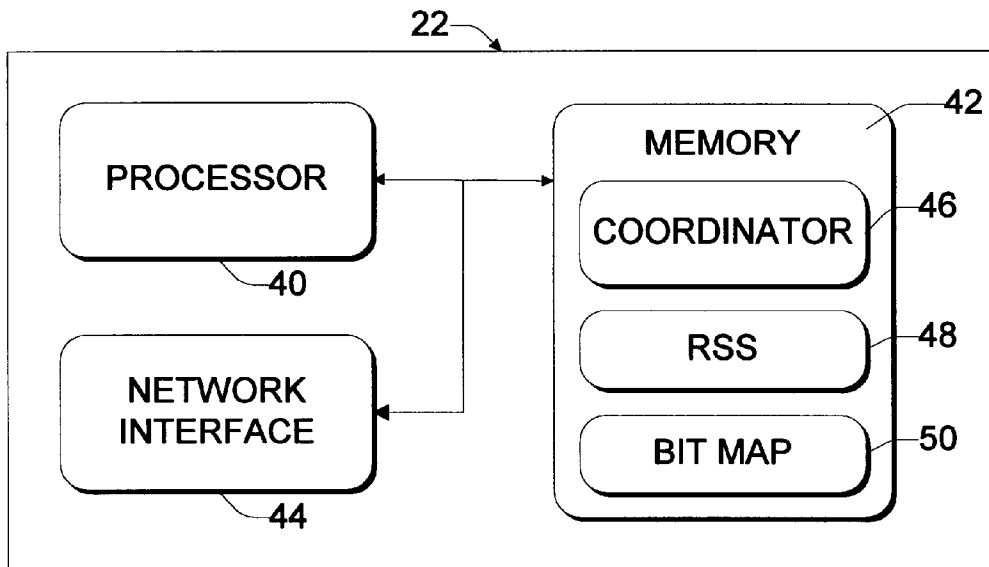 22
PROCESSOR
40
NETWORK
INTERFACE
44
MEMORY
42
COORDINATOR
46
RSS
48
BIT MAP
50